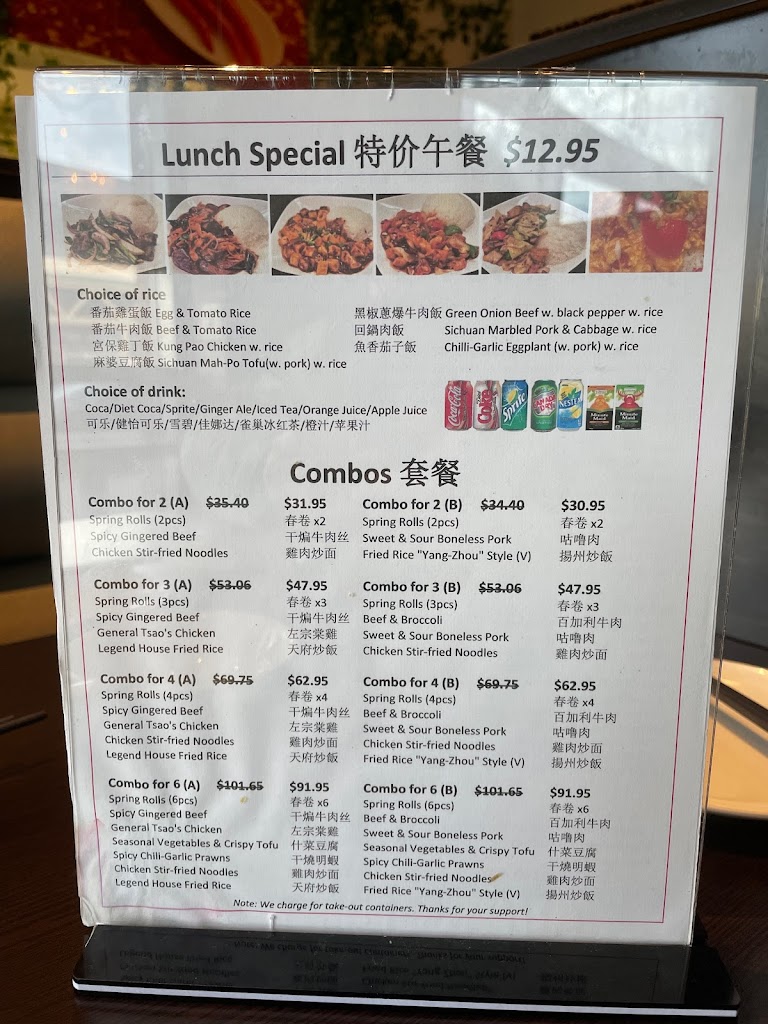 Lunch Special 特价午餐 $12.95
Choice of rice
番茄雞蛋飯 Egg & Tomato Rice
番茄牛肉飯 Beef & Tomato Rice
宮保雞丁飯 Kung Pao Chicken w. rice
麻婆豆腐飯 Sichuan Mah-Po Tofu(w. pork) w. rice
黑椒蔥爆牛肉飯 Green Onion Beef w. black pepper w. rice
回鍋肉飯 Sichuan Marbled Pork & Cabbage w. rice
魚香茄子飯 Chilli-Garlic Eggplant (w. pork) w. rice
Choice of drink:
Coca/Diet Coca/Sprite/Ginger Ale/Iced Tea/Orange Juice/Apple Juice
可乐/健怡可乐/雪碧/佳娜达/雀巢冰红茶/橙汁/苹果汁
Coca-Cola
Coke
Sprite
NESTEA
Minute Maid
Minute Maid
Combos 套餐
Combo for 2 (A) $35.40 $31.95
Spring Rolls (2pcs) 春卷 x2
Spicy Gingered Beef 干煸牛肉丝
Chicken Stir-fried Noodles 雞肉炒面
Combo for 2 (B) $34.40 $30.95
Spring Rolls (2pcs) 春卷 x2
Sweet & Sour Boneless Pork 咕嚕肉
Fried Rice "Yang-Zhou" Style (V) 揚州炒飯
Combo for 3 (A) $53.06 $47.95
Spring Rolls (3pcs) 春卷 x3
Spicy Gingered Beef 干煸牛肉丝
General Tsao's Chicken 左宗棠雞
Legend House Fried Rice 天府炒飯
Combo for 3 (B) $53.06 $47.95
Spring Rolls (3pcs) 春卷 x3
Beef & Broccoli 百加利牛肉
Sweet & Sour Boneless Pork 咕嚕肉
Chicken Stir-fried Noodles 雞肉炒面
Combo for 4 (A) $69.75 $62.95
Spring Rolls (4pcs) 春卷 x4
Spicy Gingered Beef 干煸牛肉丝
General Tsao's Chicken 左宗棠雞
Chicken Stir-fried Noodles 雞肉炒面
Legend House Fried Rice 天府炒飯
Combo for 4 (B) $69.75 $62.95
Spring Rolls (4pcs) 春卷 x4
Beef & Broccoli 百加利牛肉
Sweet & Sour Boneless Pork 咕嚕肉
Chicken Stir-fried Noodles 雞肉炒面
Fried Rice "Yang-Zhou" Style (V) 揚州炒飯
Combo for 6 (A) $101.65 $91.95
Spring Rolls (6pcs) 春卷 x6
Spicy Gingered Beef 干煸牛肉丝
General Tsao's Chicken 左宗棠雞
Seasonal Vegetables & Crispy Tofu 什菜豆腐
Spicy Chili-Garlic Prawns 干燒明蝦
Chicken Stir-fried Noodles 雞肉炒面
Legend House Fried Rice 天府炒飯
Combo for 6 (B) $101.65 $91.95
Spring Rolls (6pcs) 春卷 x6
Beef & Broccoli 百加利牛肉
Sweet & Sour Boneless Pork 咕嚕肉
Seasonal Vegetables & Crispy Tofu 什菜豆腐
Spicy Chili-Garlic Prawns 干燒明蝦
Chicken Stir-fried Noodles 雞肉炒面
Fried Rice "Yang-Zhou" Style (V) 揚州炒飯
Note: We charge for take-out containers. Thanks for your support!